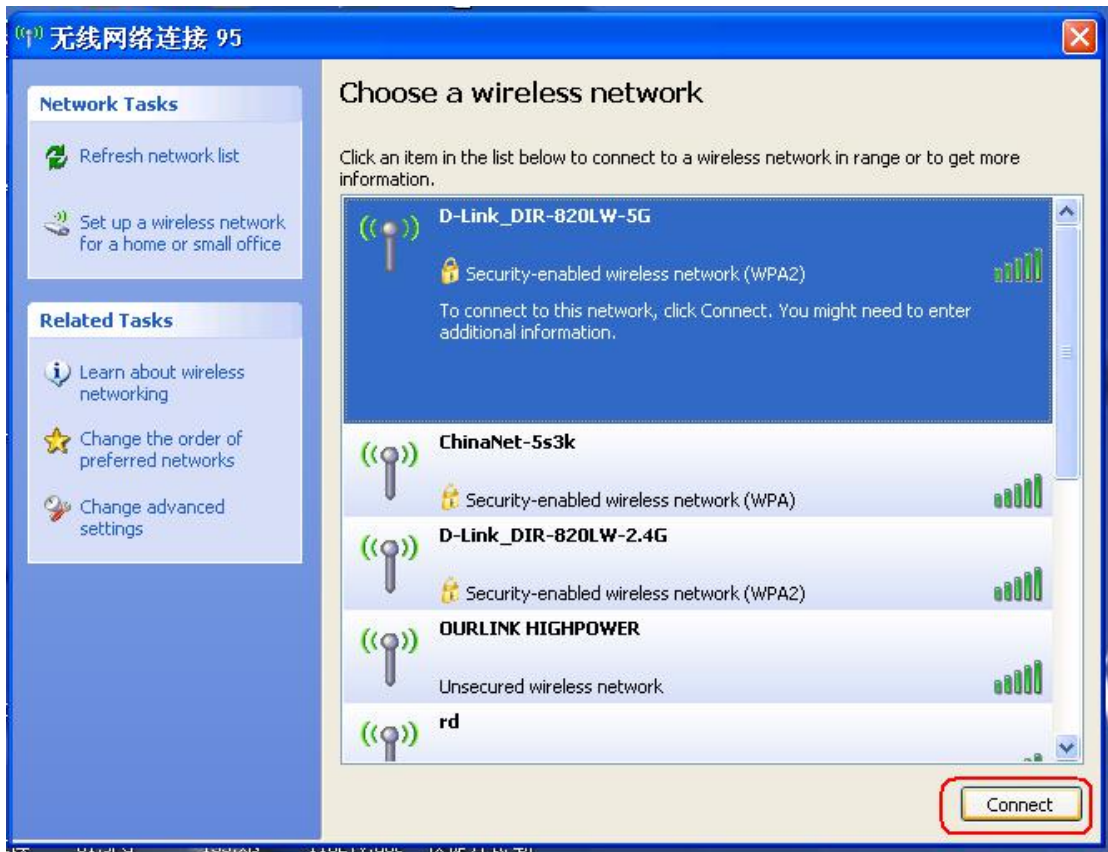 无线网络连接 95
Network Tasks
Refresh network list
Set up a wireless network
for a home or small office
Related Tasks
Learn about wireless
networking
Change the order of
preferred networks
Change advanced
settings
Choose a wireless network
Click an item in the list below to connect to a wireless network in range or to get more
information.
D-Link_DIR-820LW-5G
Security-enabled wireless network (WPA2)
To connect to this network, click Connect. You might need to enter
additional information.
ChinaNet-5s3k
Security-enabled wireless network (WPA)
D-Link_DIR-820LW-2.4G
Security-enabled wireless network (WPA2)
OURLINK HIGHPOWER
Unsecured wireless network
rd
Connect